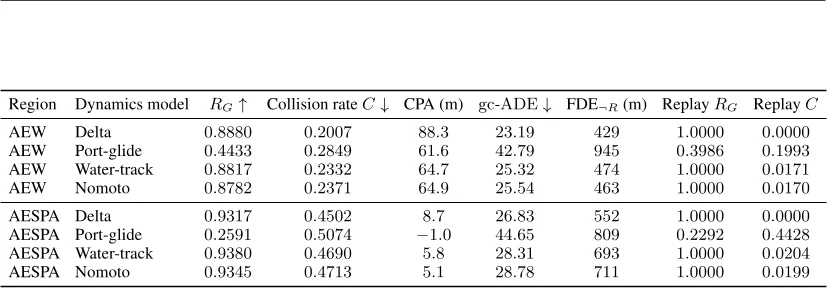 Region Dynamics model R_G ↑ Collision rate C ↓ CPA (m) gc-ADE ↓ FDE¬R (m) Replay R_G Replay C
AEW Delta 0.8880 0.2007 88.3 23.19 429 1.0000 0.0000
AEW Port-glide 0.4433 0.2849 61.6 42.79 945 0.3986 0.1993
AEW Water-track 0.8817 0.2332 64.7 25.32 474 1.0000 0.0171
AEW Nomoto 0.8782 0.2371 64.9 25.54 463 1.0000 0.0170
AESPA Delta 0.9317 0.4502 8.7 26.83 552 1.0000 0.0000
AESPA Port-glide 0.2591 0.5074 −1.0 44.65 809 0.2292 0.4428
AESPA Water-track 0.9380 0.4690 5.8 28.31 693 1.0000 0.0204
AESPA Nomoto 0.9345 0.4713 5.1 28.78 711 1.0000 0.0199